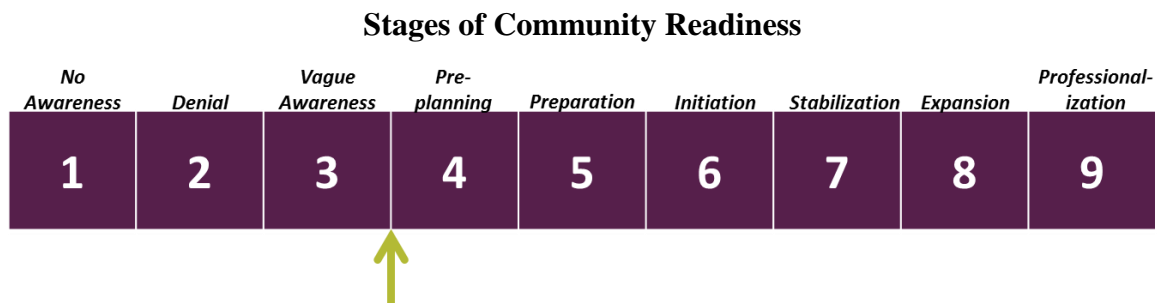 Stages of Community Readiness
No Awareness
Denial
Vague Awareness
Pre-planning
Preparation
Initiation
Stabilization
Expansion
Professional-ization
1 2 3 4 5 6 7 8 9